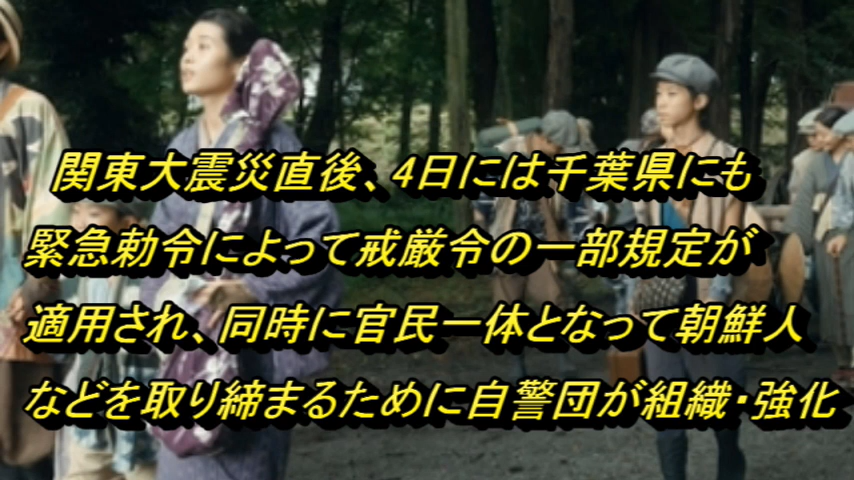 関東大震災直後、4日には千葉県にも
緊急勅令によって戒厳令の一部規定が
適用され、同時に官民一体となって朝鮮人
などを取り締まるために自警団が組織・強化